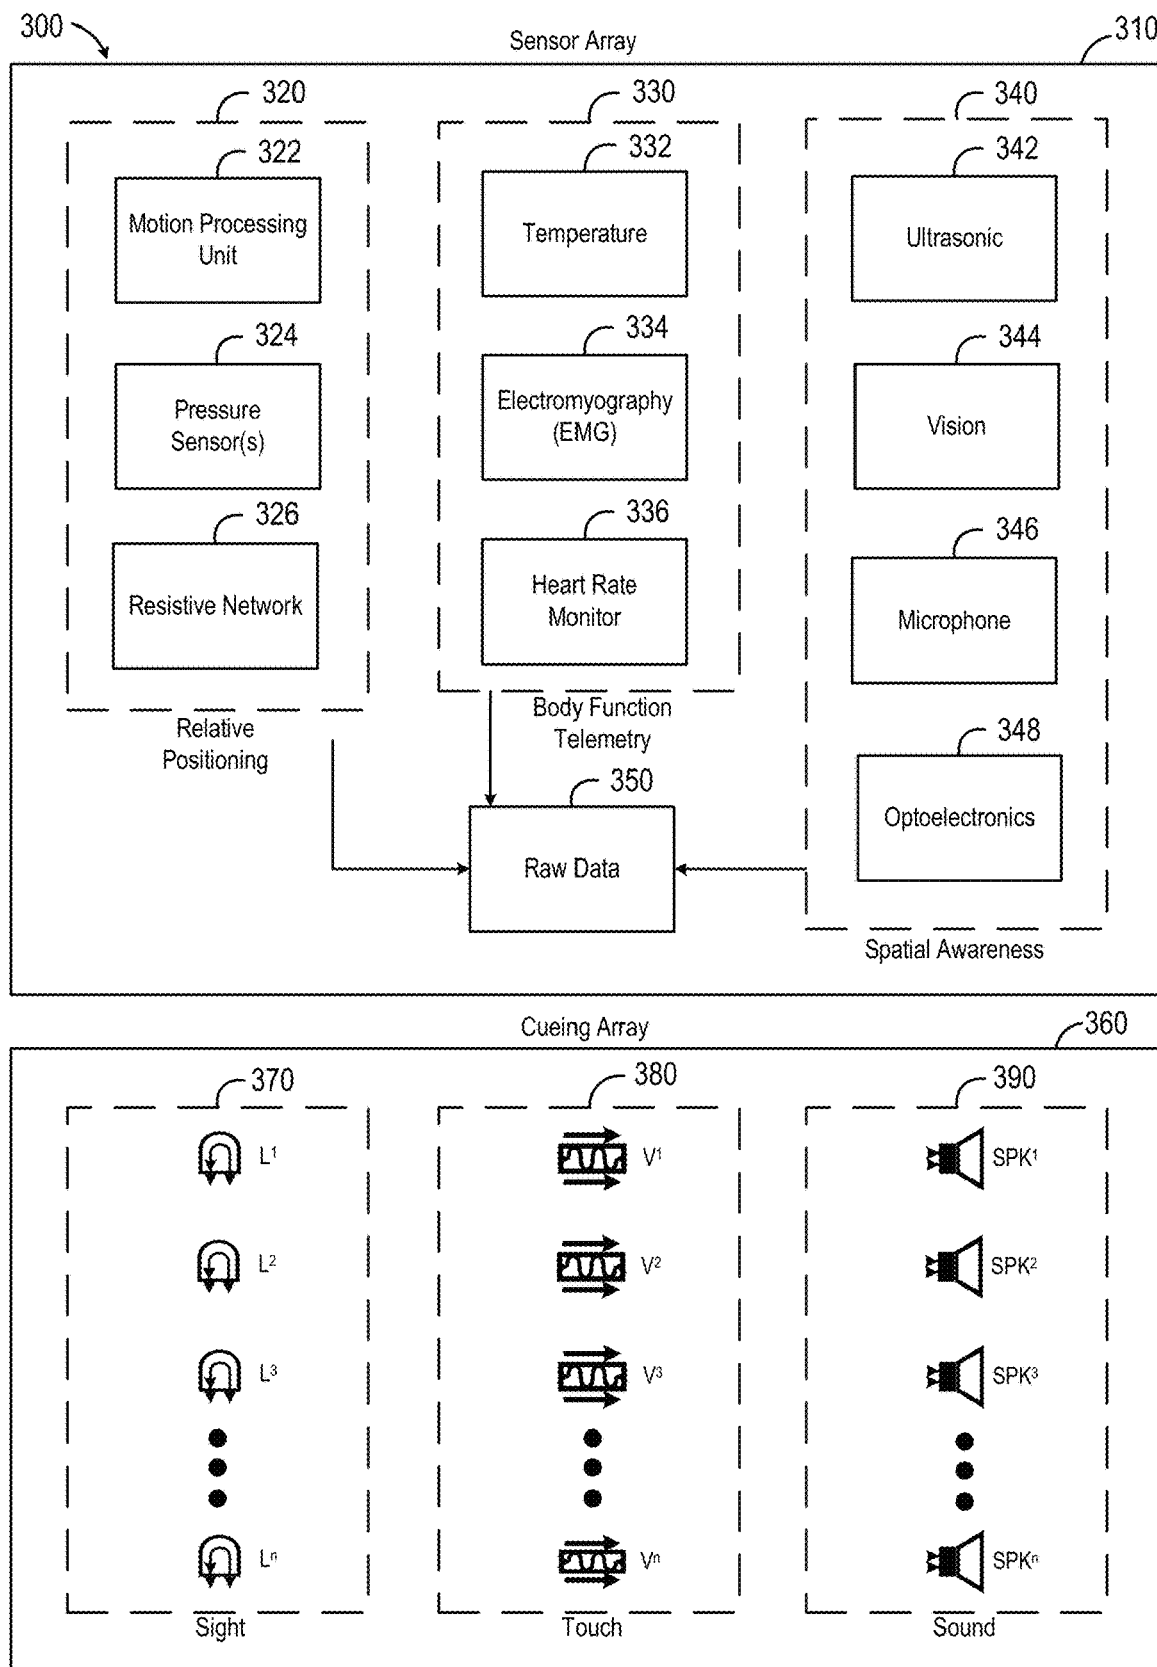 300
Sensor Array
310
320
330
340
322
332
342
Motion Processing
Unit
Temperature
Ultrasonic
324
334
344
Pressure
Sensor(s)
Electromyography
(EMG)
Vision
326
336
346
Resistive Network
Heart Rate
Monitor
Microphone
Relative
Positioning
Body Function
Telemetry
348
350
Optoelectronics
Raw Data
Spatial Awareness
Cueing Array
360
370
380
390
L¹
V¹
SPK¹
L²
V²
SPK²
L³
V³
SPK³
Lⁿ
Vⁿ
SPKⁿ
Sight
Touch
Sound